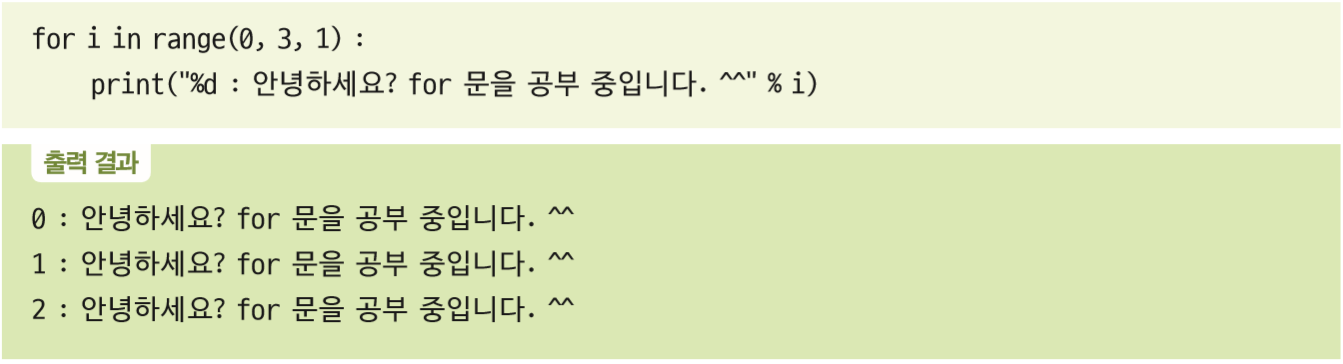 for i in range(0, 3, 1) :
print("%d : 안녕하세요? for 문을 공부 중입니다. ^^" % i)
출력 결과
0 : 안녕하세요? for 문을 공부 중입니다. ^^
1 : 안녕하세요? for 문을 공부 중입니다. ^^
2 : 안녕하세요? for 문을 공부 중입니다. ^^